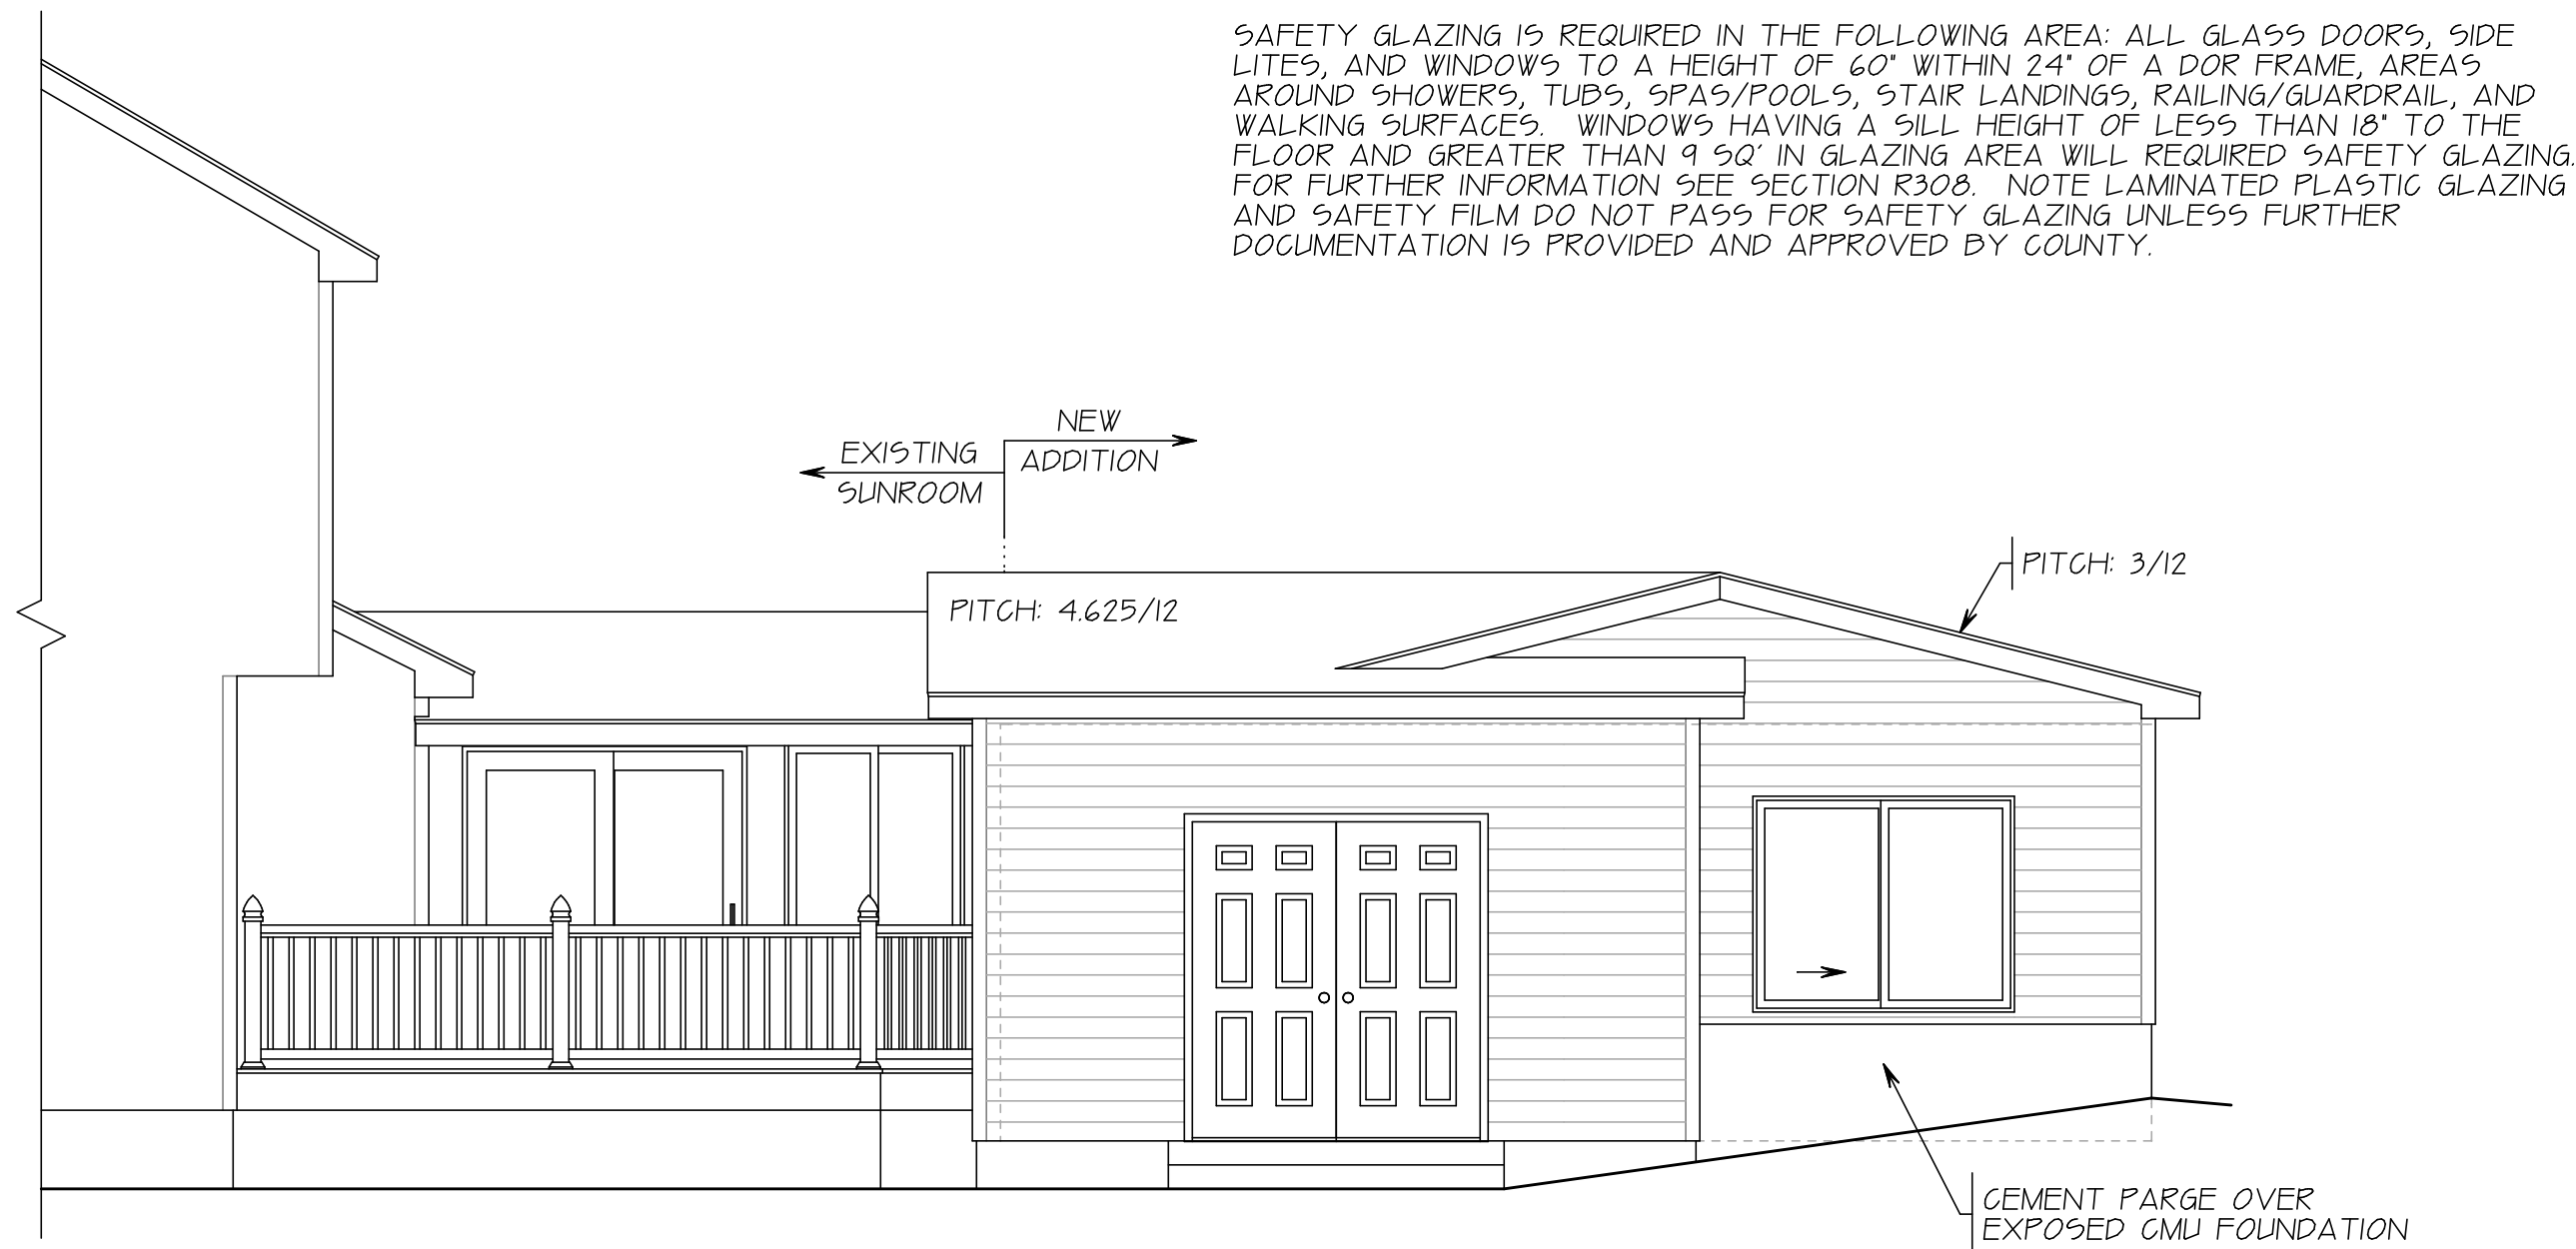 SAFETY GLAZING IS REQUIRED IN THE FOLLOWING AREA: ALL GLASS DOORS, SIDE
LITES, AND WINDOWS TO A HEIGHT OF 60" WITHIN 24" OF A DOR FRAME, AREAS
AROUND SHOWERS, TUBS, SPAS/POOLS, STAIR LANDINGS, RAILING/GUARDRAIL, AND
WALKING SURFACES.  WINDOWS HAVING A SILL HEIGHT OF LESS THAN 18" TO THE
FLOOR AND GREATER THAN 9 SQ' IN GLAZING AREA WILL REQUIRED SAFETY GLAZING.
FOR FURTHER INFORMATION SEE SECTION R308.  NOTE LAMINATED PLASTIC GLAZING
AND SAFETY FILM DO NOT PASS FOR SAFETY GLAZING UNLESS FURTHER
DOCUMENTATION IS PROVIDED AND APPROVED BY COUNTY.
EXISTING
SUNROOM
NEW
ADDITION
PITCH: 3/12
PITCH: 4.625/12
CEMENT PARGE OVER
EXPOSED CMU FOUNDATION